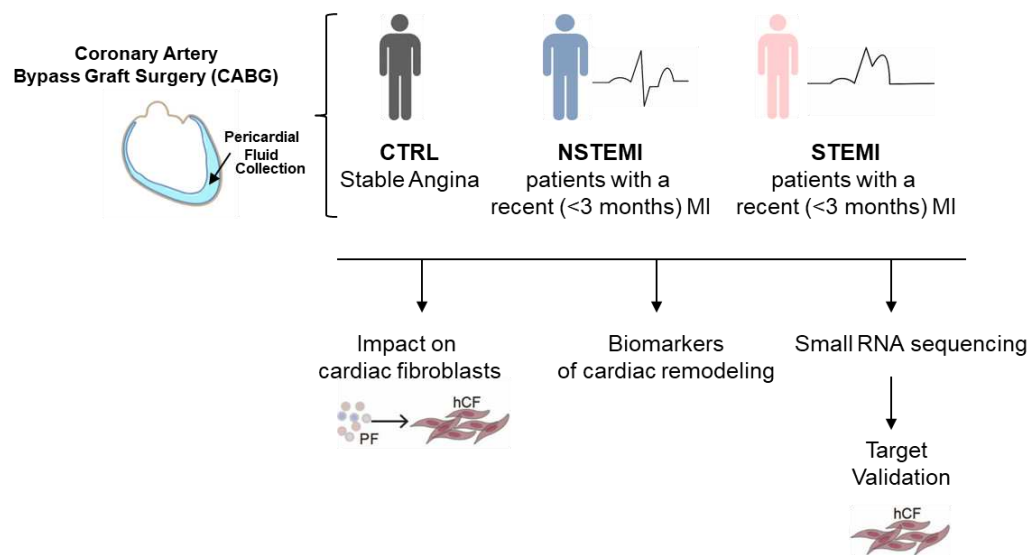 Coronary Artery
Bypass Graft Surgery (CABG)
Pericardial
Fluid
Collection
CTRL
Stable Angina
NSTEMI
patients with a
recent (<3 months) MI
STEMI
patients with a
recent (<3 months) MI
Impact on
cardiac fibroblasts
PF
hCF
Biomarkers
of cardiac remodeling
Small RNA sequencing
Target
Validation
hCF